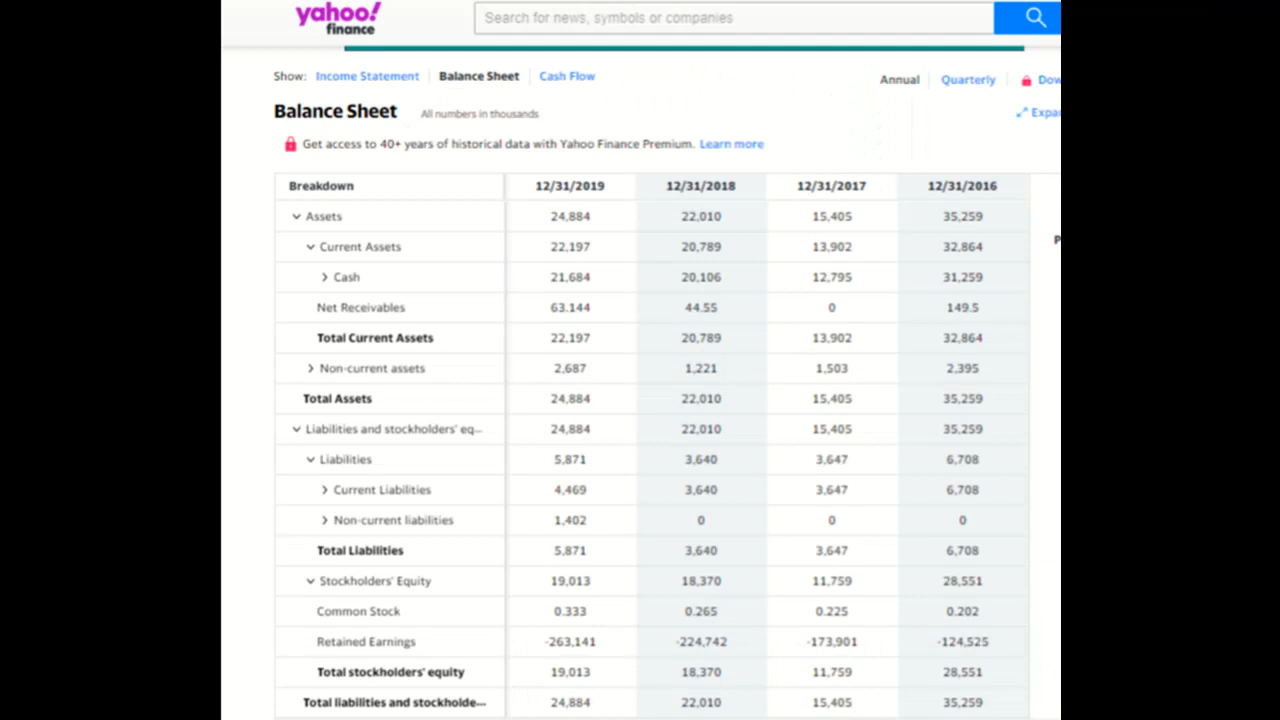 yahoo!
finance
Search for news, symbols or companies
Show: Income Statement Balance Sheet Cash Flow
Annual Quarterly Dow
Balance Sheet All numbers in thousands
Expa
Get access to 40+ years of historical data with Yahoo Finance Premium. Learn more
Breakdown 12/31/2019 12/31/2018 12/31/2017 12/31/2016
Assets 24,884 22,010 15,405 35,259
Current Assets 22,197 20,789 13,902 32,864
Cash 21,684 20,106 12,795 31,259
Net Receivables 63.144 44.55 0 149.5
Total Current Assets 22,197 20,789 13,902 32,864
Non-current assets 2,687 1,221 1,503 2,395
Total Assets 24,884 22,010 15,405 35,259
Liabilities and stockholders' eq... 24,884 22,010 15,405 35,259
Liabilities 5,871 3,640 3,647 6,708
Current Liabilities 4,469 3,640 3,647 6,708
Non-current liabilities 1,402 0 0 0
Total Liabilities 5,871 3,640 3,647 6,708
Stockholders' Equity 19,013 18,370 11,759 28,551
Common Stock 0.333 0.265 0.225 0.202
Retained Earnings -263,141 -224,742 -173,901 -124,525
Total stockholders' equity 19,013 18,370 11,759 28,551
Total liabilities and stockholde... 24,884 22,010 15,405 35,259